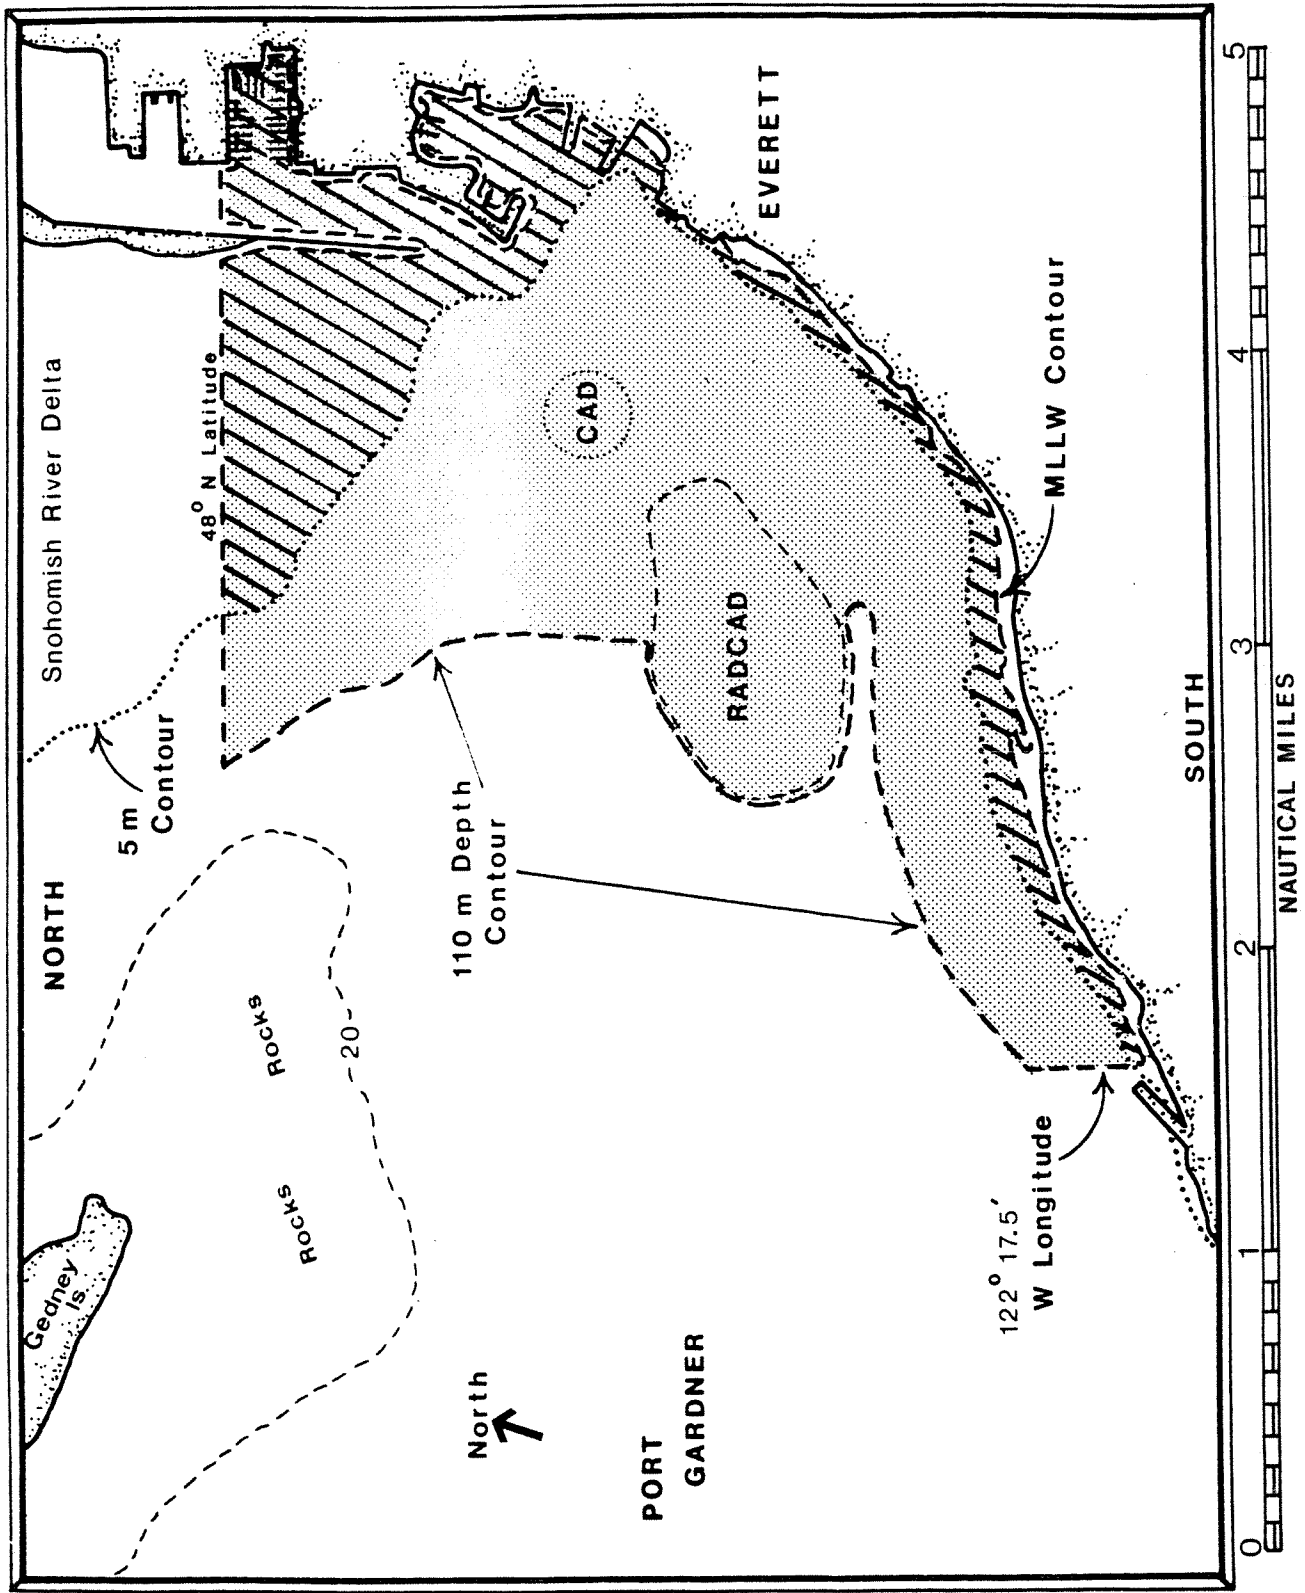 NORTH
Snohomish River Delta
Gedney
Is.
5 m
Contour
48° N Latitude
Rocks
Rocks
20
110 m Depth
Contour
CAD
EVERETT
RADCAD
North
PORT
GARDNER
122° 17.5'
W Longitude
MLLW Contour
SOUTH
0
1
2
3
4
5
NAUTICAL MILES